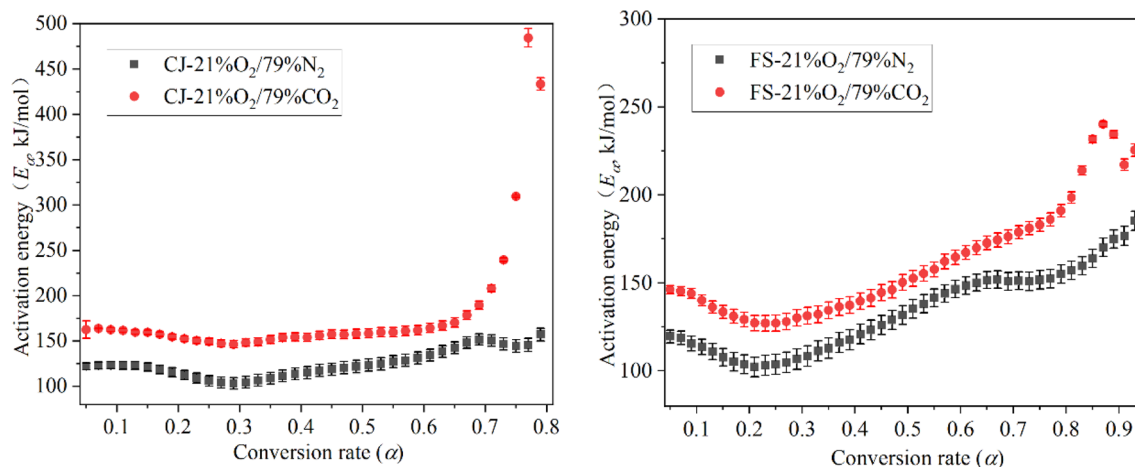 500
450
400
350
300
250
200
150
100
Activation energy（Eα, kJ/mol）
CJ-21%O₂/79%N₂
CJ-21%O₂/79%CO₂
0.1 0.2 0.3 0.4 0.5 0.6 0.7 0.8
Conversion rate (α)
300
250
200
150
100
Activation energy（Eα, kJ/mol）
FS-21%O₂/79%N₂
FS-21%O₂/79%CO₂
0.1 0.2 0.3 0.4 0.5 0.6 0.7 0.8 0.9
Conversion rate (α)